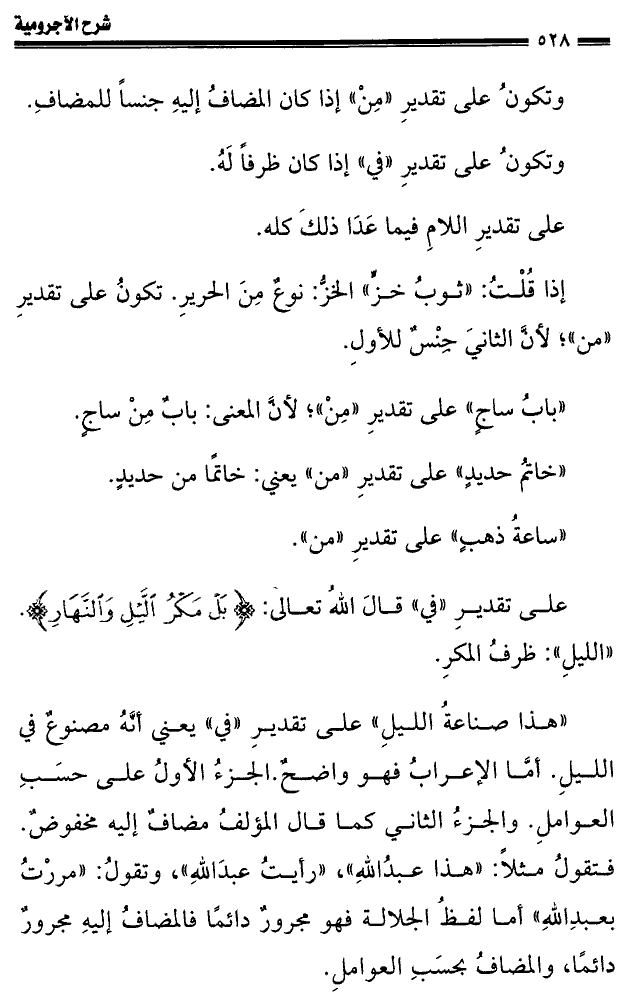 شرح الآجرومية
٥٢٨
وتكونُ على تقديرِ «مِنْ» إذا كان المضافُ إليهِ جنساً للمضافِ.
وتكونُ على تقديرِ «في» إذا كان ظرفاً لَهُ.
على تقديرِ اللامِ فيما عَدَا ذلكَ كله.
إذا قُلْتُ: «ثوبُ خزٍّ» الخزُّ: نوعٌ مِنَ الحريرِ. تكونُ على تقديرِ
«من»؛ لأنَّ الثانيَ جِنْسٌ للأولِ.
«بابُ ساجٍ» على تقديرِ «مِنْ»؛ لأنَّ المعنى: بابٌ مِنْ ساجٍ.
«خاتمُ حديدٍ» على تقديرِ «من» يعني: خاتمًا من حديدٍ.
«ساعةُ ذهبٍ» على تقديرِ «من».
على تقديرِ «في» قالَ اللهُ تعالى: ﴿بَلْ مَكْرُ الَّيْلِ وَالنَّهَارِ﴾.
«الليلِ»: ظرفُ المكرِ.
«هذا صناعةُ الليلِ» على تقديرِ «في» يعني أنَّهُ مصنوعٌ في
الليلِ. أمَّا الإعرابُ فهو واضحٌ.الجزءُ الأولُ على حسَبِ
العواملِ. والجزءُ الثاني كما قال المؤلفُ مضافٌ إليه مخفوضٌ.
فتقولُ مثلاً: «هذا عبدُاللهِ»، «رأيتُ عبدَاللهِ»، وتقولُ: «مررْتُ
بعبدِاللهِ» أما لفظُ الجلالة فهو مجرورٌ دائمًا فالمضافُ إليه مجرورٌ
دائمًا، والمضافُ بحسَبِ العواملِ.